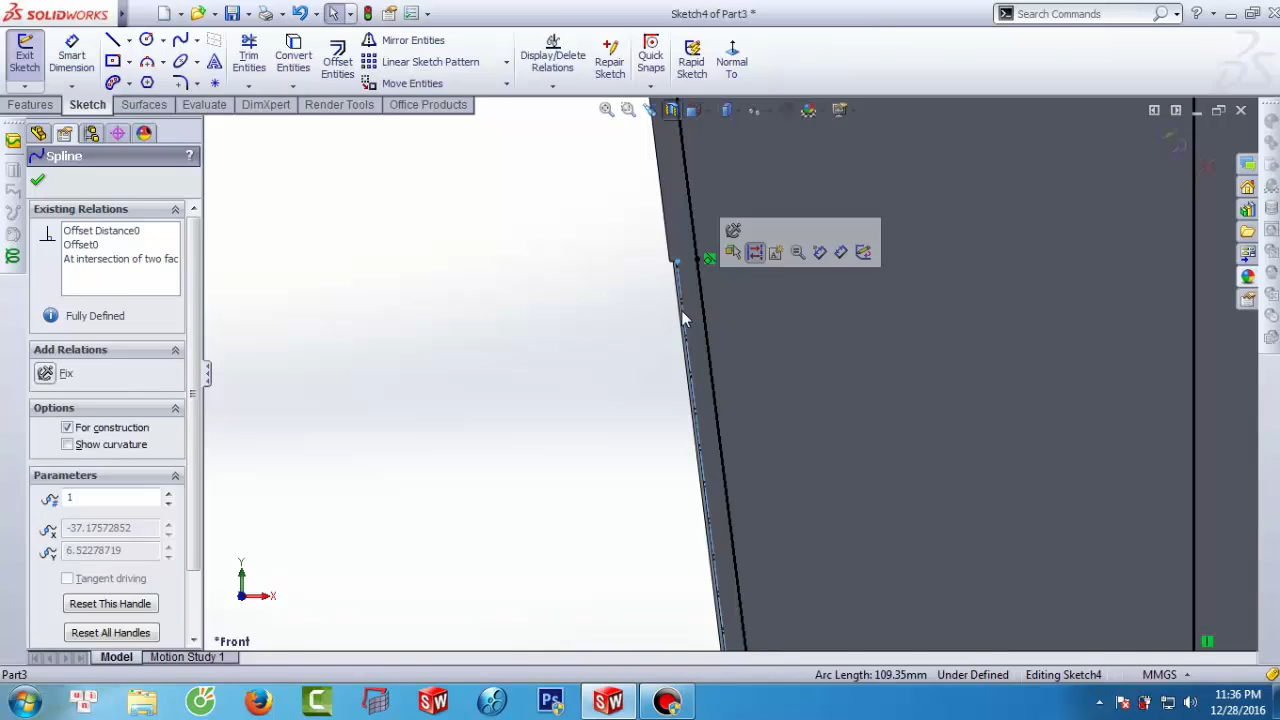 SOLIDWORKS
Sketch4 of Part3 *
Search Commands
Exit Sketch
Smart Dimension
Trim Entities
Convert Entities
Offset Entities
Mirror Entities
Linear Sketch Pattern
Move Entities
Display/Delete Relations
Repair Sketch
Quick Snaps
Rapid Sketch
Normal To
Features
Sketch
Surfaces
Evaluate
DimXpert
Render Tools
Office Products
Spline
?
Existing Relations
Offset Distance0
Offset0
At intersection of two fac
Fully Defined
Add Relations
Fix
Options
For construction
Show curvature
Parameters
1
-37.17572852
6.52278719
Tangent driving
Reset This Handle
Reset All Handles
Y
X
*Front
Model
Motion Study 1
Part3
Arc Length: 109.35mm
Under Defined
Editing Sketch4
MMGS
11:36 PM
12/28/2016